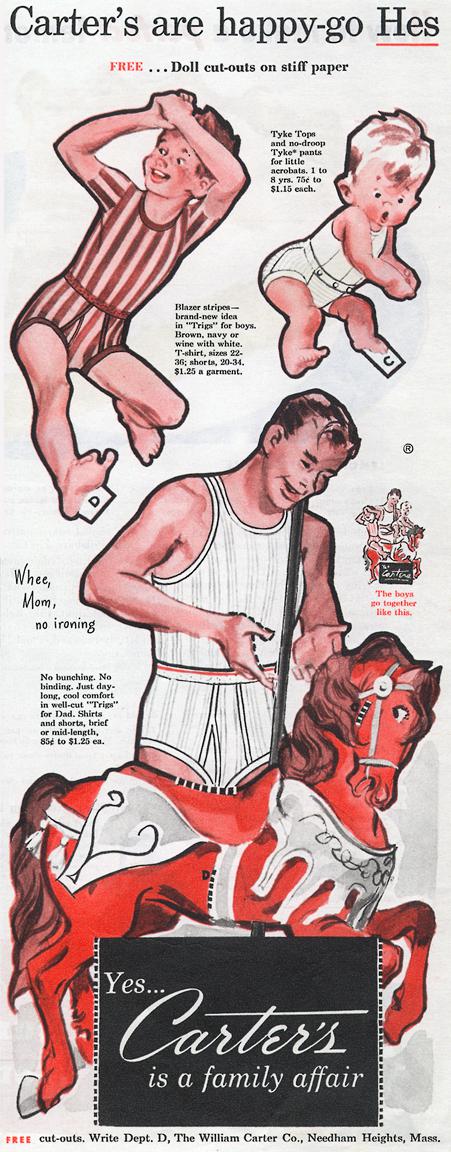 Carter's are happy-go Hes
FREE ... Doll cut-outs on stiff paper
Tyke Tops
and no-droop
Tyke* pants
for little
acrobats. 1 to
8 yrs. 75¢ to
$1.15 each.
Blazer stripes—
brand-new idea
in "Trigs" for boys.
Brown, navy or
wine with white.
T-shirt, sizes 22-
36; shorts, 20-34.
$1.25 a garment.
C
D
®
Whee,
Mom,
no ironing
Carter's
The boys
go together
like this.
No bunching. No
binding. Just day-
long, cool comfort
in well-cut "Trigs"
for Dad. Shirts
and shorts, brief
or mid-length,
85¢ to $1.25 ea.
D
Yes...
Carter's
is a family affair
FREE cut-outs. Write Dept. D, The William Carter Co., Needham Heights, Mass.